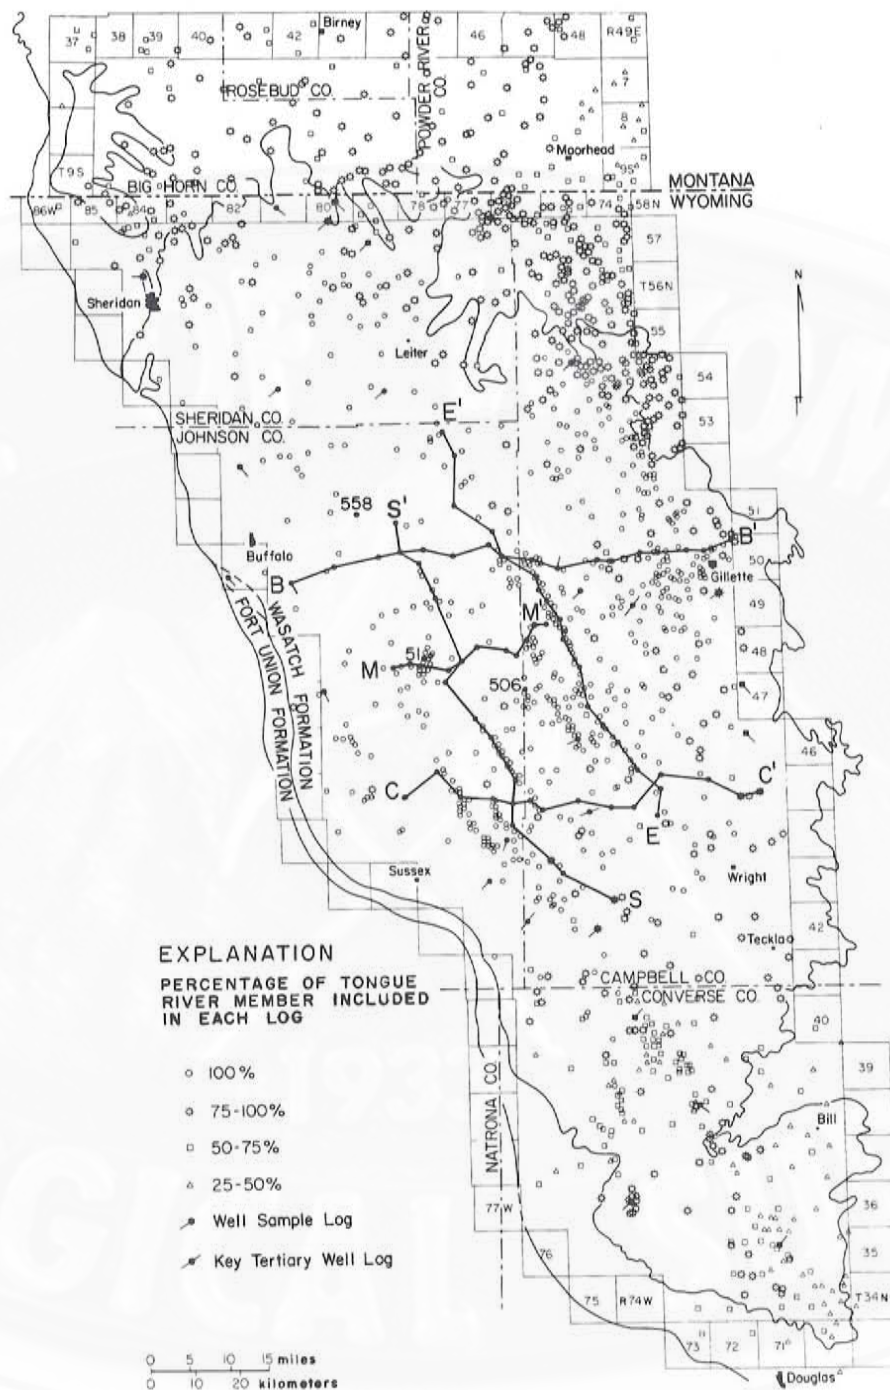 Birney
37 38 39 40 42 46 48 R49E
ROSEBUD CO.
POWDER RIVER CO.
7
8
Moorhead
T9S
9S
BIG HORN CO.
MONTANA
WYOMING
86W 85 84 82 80 78 77 74 58N
57
Sheridan
T56N
N
Leiter
55
54
SHERIDAN CO.
JOHNSON CO.
E'
53
558
S'
51
B'
Buffalo
50
Gillette
B
49
WASATCH FORMATION
FORT UNION FORMATION
M'
51
48
M
506
47
46
C
C'
E
Sussex
Wright
S
42
Teckla
EXPLANATION
PERCENTAGE OF TONGUE
RIVER MEMBER INCLUDED
IN EACH LOG
CAMPBELL CO.
CONVERSE CO.
40
100%
39
75-100%
NATRONA CO.
Bill
50-75%
25-50%
36
Well Sample Log
77W
35
Key Tertiary Well Log
76
75 R74W
T34N
73 72 71
0 5 10 15 miles
0 10 20 kilometers
Douglas